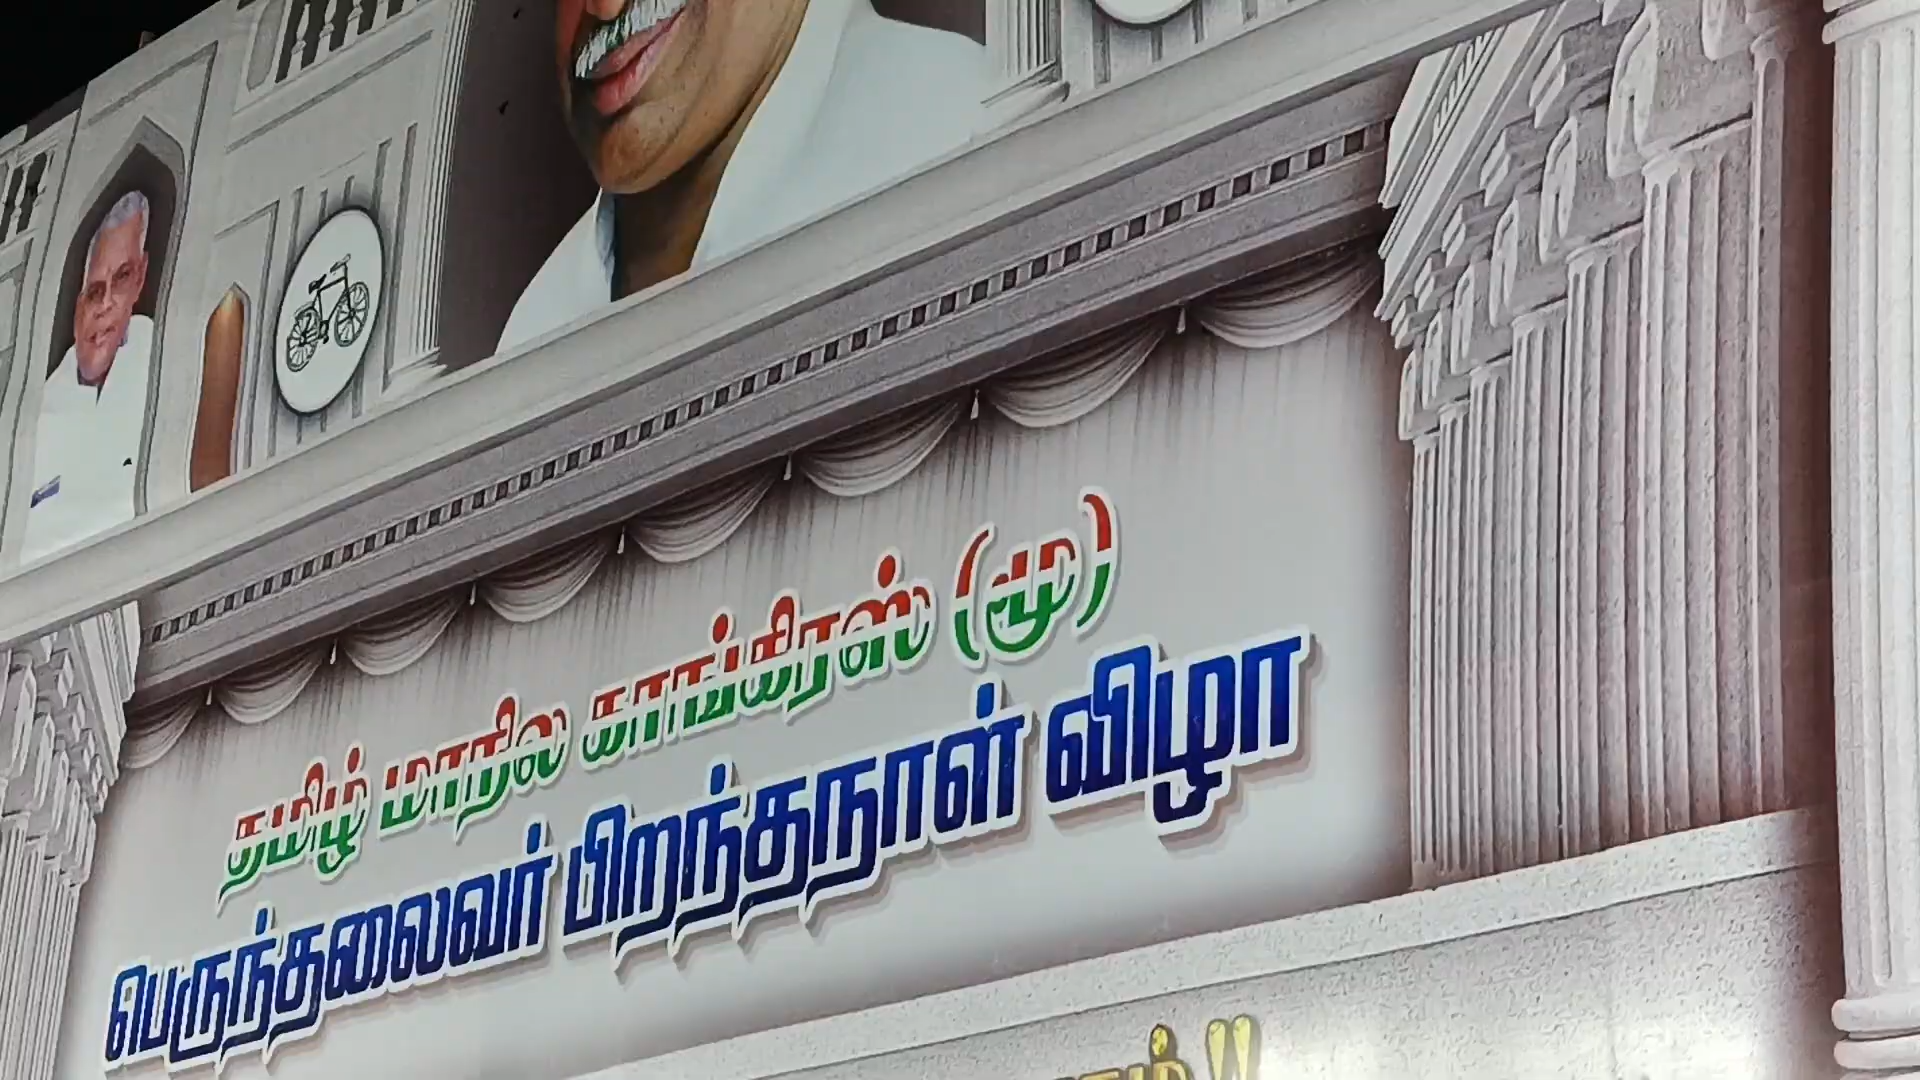 தமிழ் மாநில காங்கிரஸ் (மூ)
பெருந்தலைவர் பிறந்தநாள் விழா